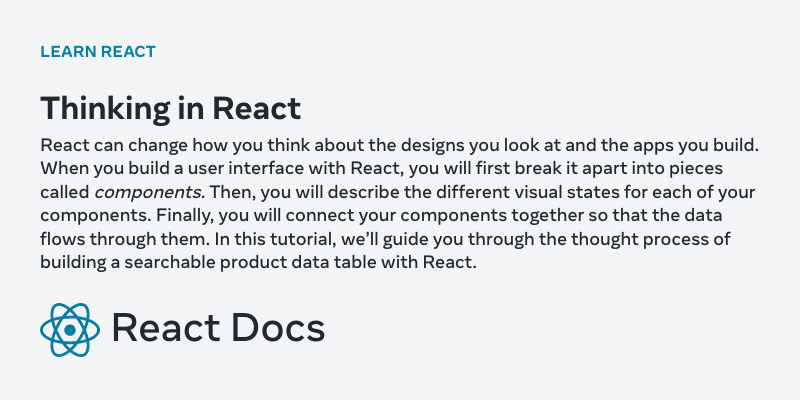 LEARN REACT
Thinking in React
React can change how you think about the designs you look at and the apps you build.
When you build a user interface with React, you will first break it apart into pieces
called components. Then, you will describe the different visual states for each of your
components. Finally, you will connect your components together so that the data
flows through them. In this tutorial, we’ll guide you through the thought process of
building a searchable product data table with React.
React Docs